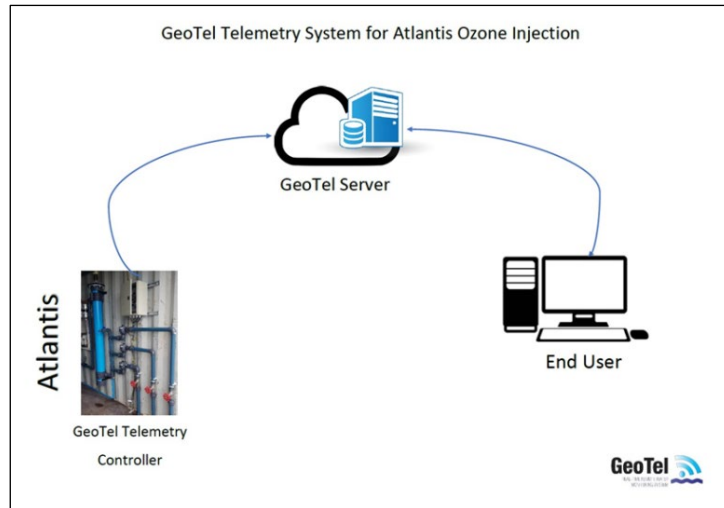 GeoTel Telemetry System for Atlantis Ozone Injection
GeoTel Server
Atlantis
End User
GeoTel Telemetry
Controller
GeoTel